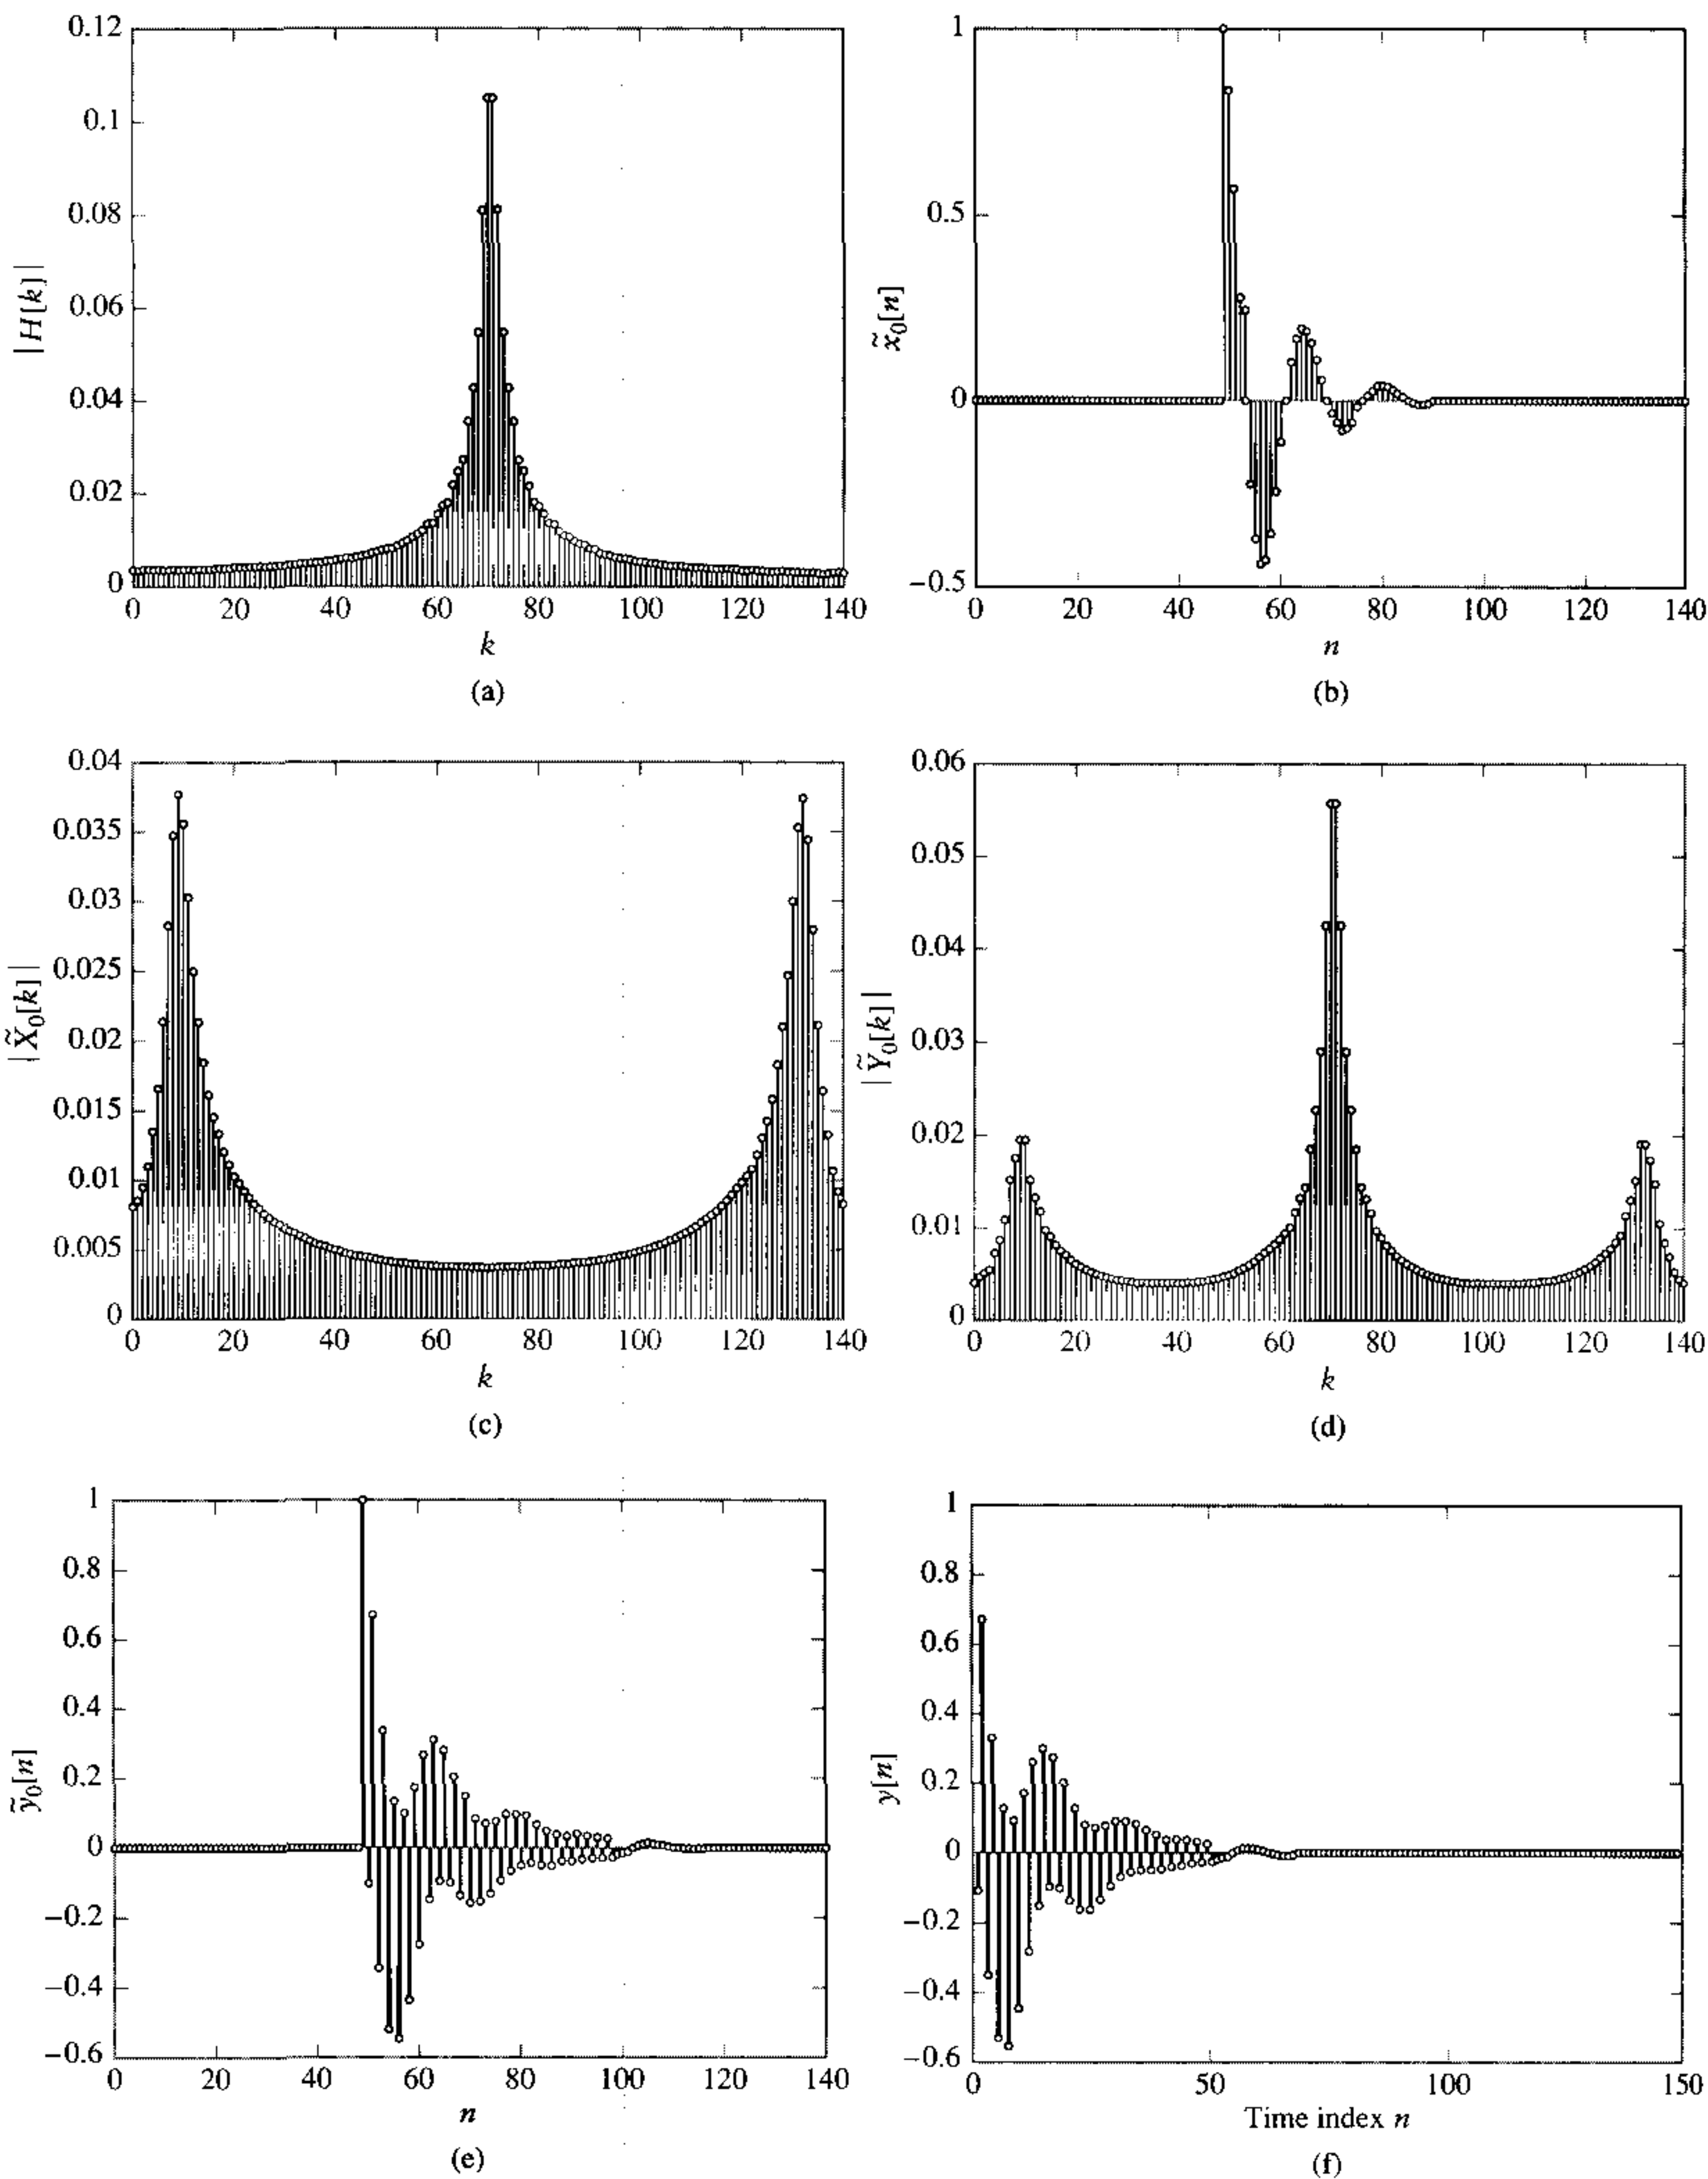 0.12
0.1
0.08
0.06
0.04
0.02
0
|H[k]|
0 20 40 60 80 100 120 140
k
(a)
1
0.5
0
−0.5
x̃₀[n]
0 20 40 60 80 100 120 140
n
(b)
0.04
0.035
0.03
0.025
0.02
0.015
0.01
0.005
0
|X̃₀[k]|
0 20 40 60 80 100 120 140
k
(c)
0.06
0.05
0.04
0.03
0.02
0.01
0
|Ỹ₀[k]|
0 20 40 60 80 100 120 140
k
(d)
1
0.8
0.6
0.4
0.2
0
−0.2
−0.4
−0.6
ỹ₀[n]
0 20 40 60 80 100 120 140
n
(e)
1
0.8
0.6
0.4
0.2
0
−0.2
−0.4
−0.6
y[n]
0 50 100 150
Time index n
(f)